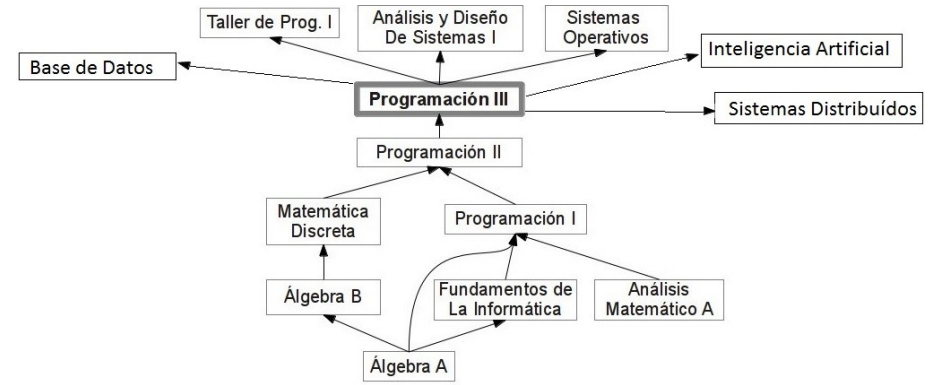 Taller de Prog. I
Análisis y Diseño
De Sistemas I
Sistemas
Operativos
Inteligencia Artificial
Base de Datos
Programación III
Sistemas Distribuídos
Programación II
Matemática
Discreta
Programación I
Álgebra B
Fundamentos de
La Informática
Análisis
Matemático A
Álgebra A